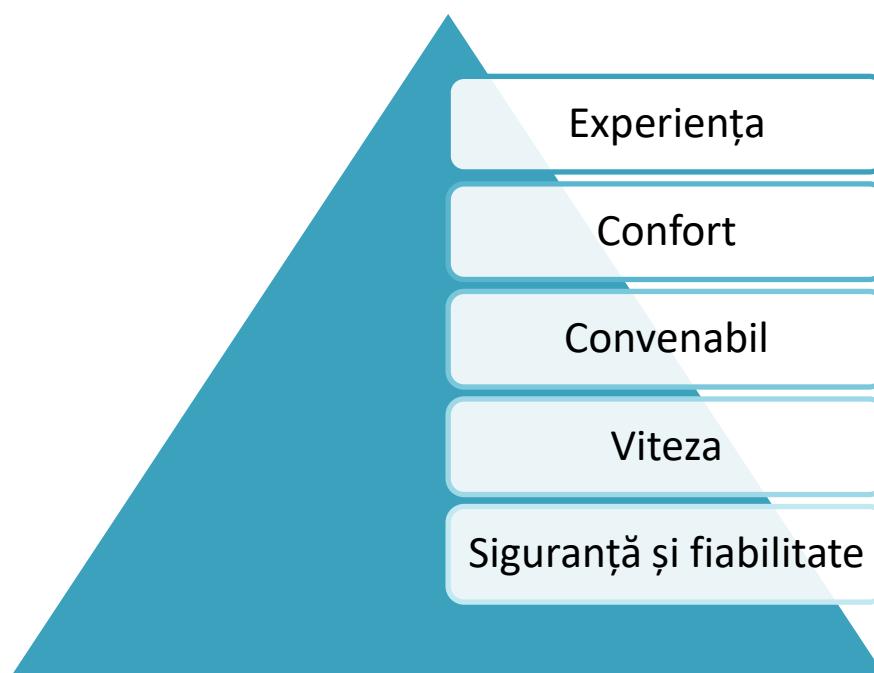 Experiența
Confort
Convenabil
Viteza
Siguranță și fiabilitate